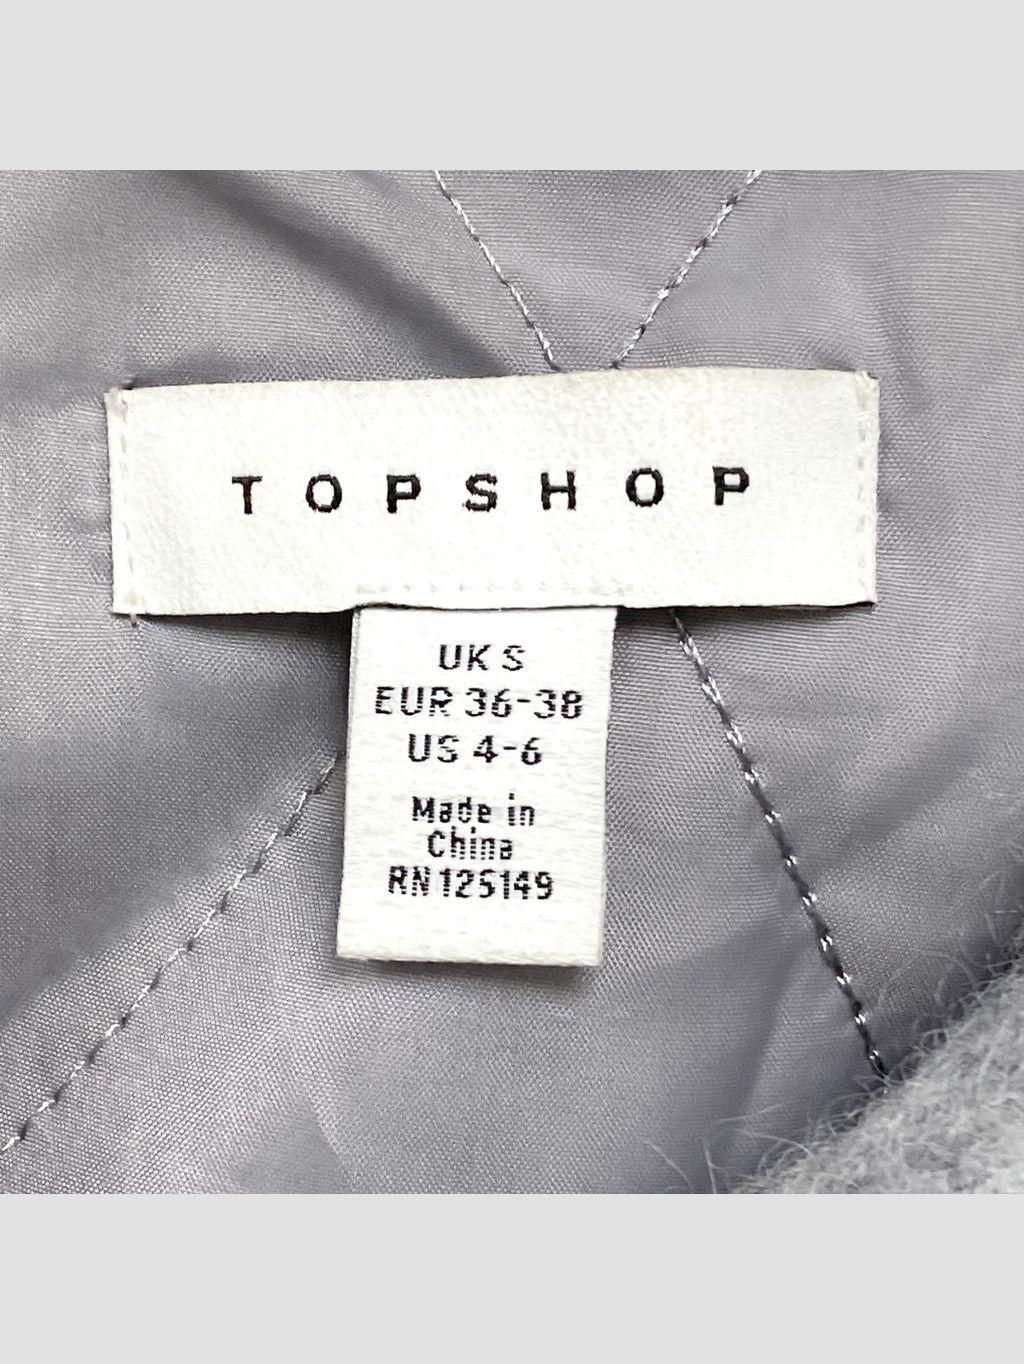 TOPSHOP
UK S
EUR 36-38
US 4-6
Made in
China
RN 125149